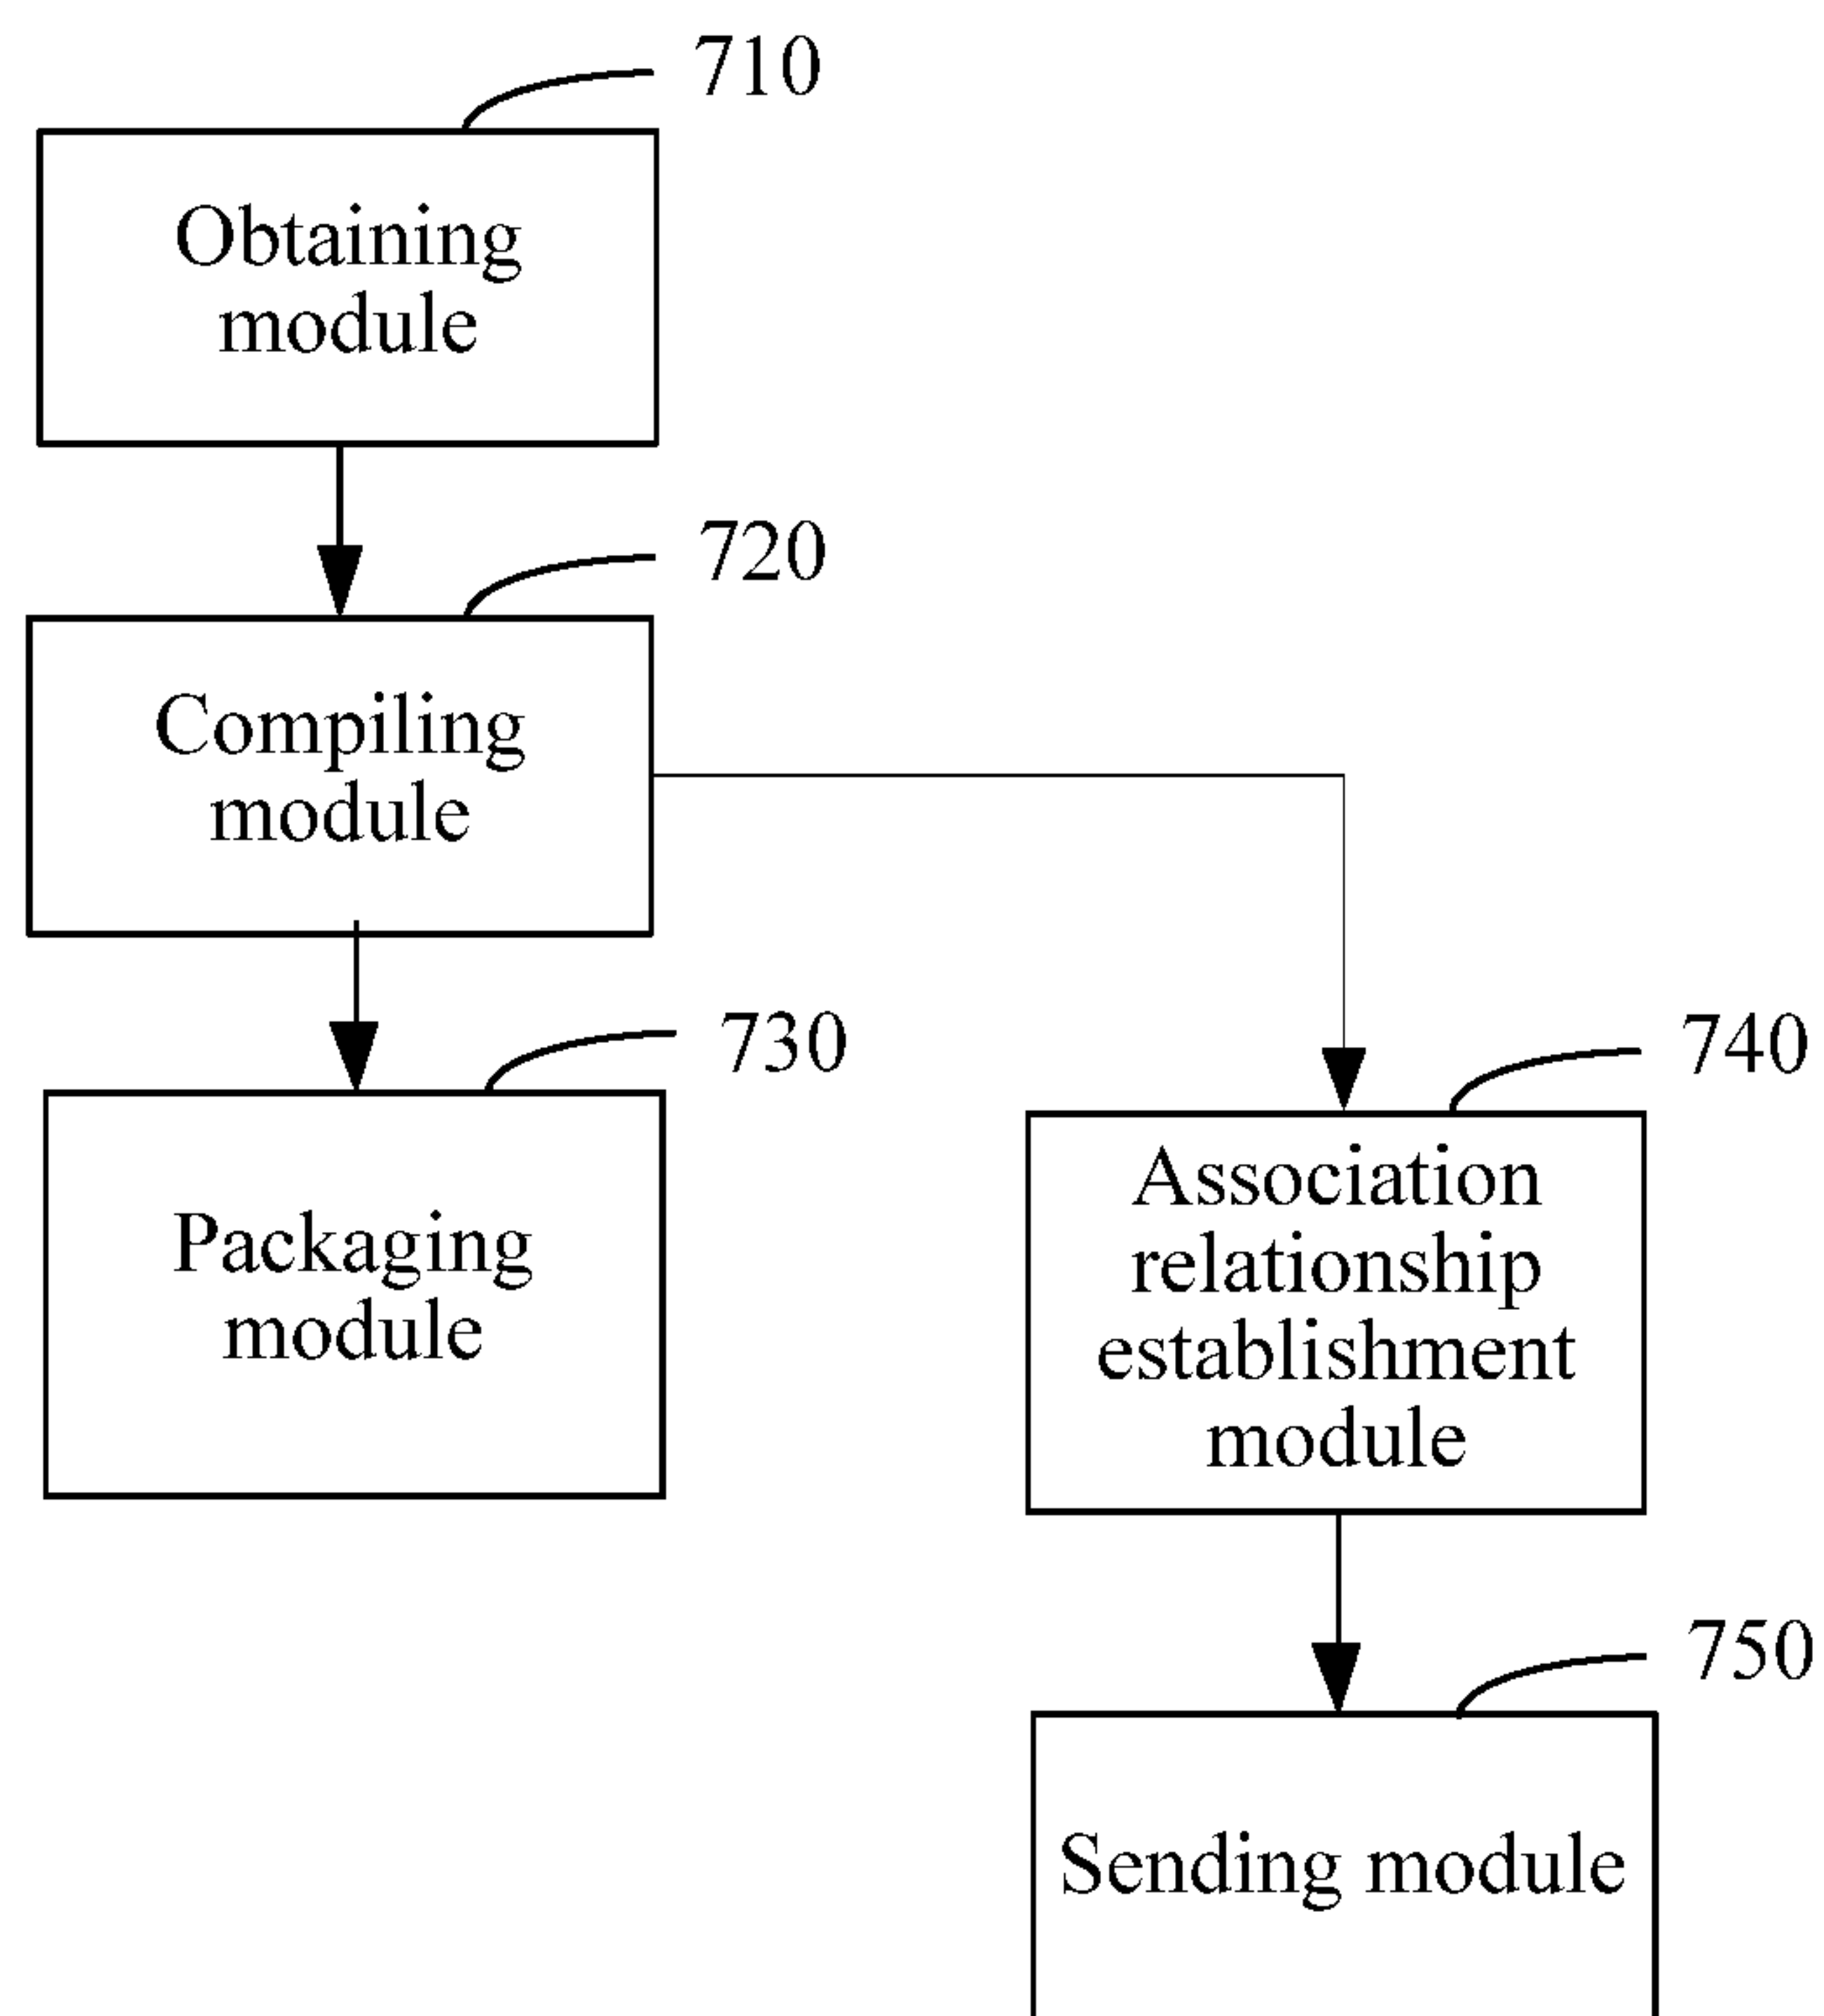 710
Obtaining
module
720
Compiling
module
730
Packaging
module
740
Association
relationship
establishment
module
750
Sending module